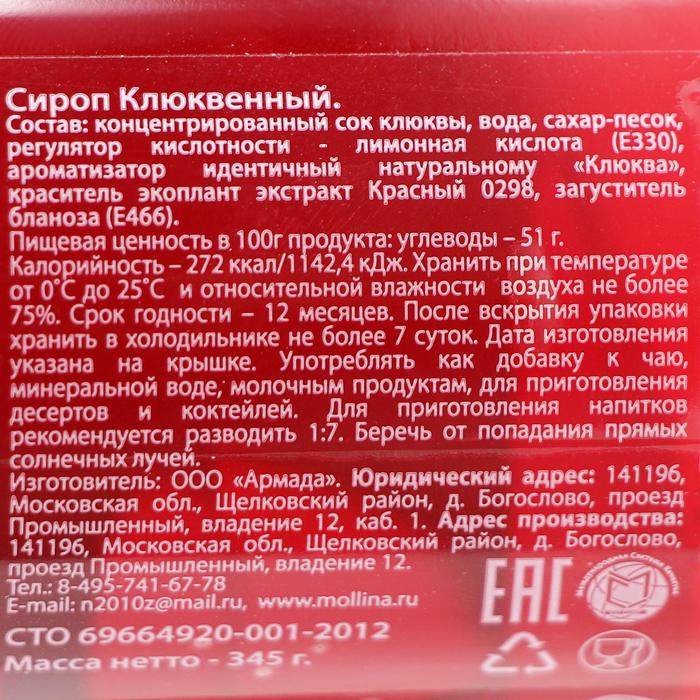 Сироп Клюквенный.
Состав: концентрированный сок клюквы, вода, сахар-песок,
регулятор кислотности - лимонная кислота (Е330),
ароматизатор идентичный натуральному «Клюква»,
краситель экоплант экстракт Красный 0298, загуститель
бланоза (Е466).
Пищевая ценность в 100г продукта: углеводы – 51 г.
Калорийность – 272 ккал/1142,4 кДж. Хранить при температуре
от 0˚С до 25˚С и относительной влажности воздуха не более
75%. Срок годности – 12 месяцев. После вскрытия упаковки
хранить в холодильнике не более 7 суток. Дата изготовления
указана на крышке. Употреблять как добавку к чаю,
минеральной воде, молочным продуктам, для приготовления
десертов и коктейлей. Для приготовления напитков
рекомендуется разводить 1:7. Беречь от попадания прямых
солнечных лучей.
Изготовитель: ООО «Армада». Юридический адрес: 141196,
Московская обл., Щелковский район, д. Богослово, проезд
Промышленный, владение 12, каб. 1. Адрес производства:
141196, Московская обл., Щелковский район, д. Богослово,
проезд Промышленный, владение 12.
Тел.: 8-495-741-67-78
E-mail: n2010z@mail.ru, www.mollina.ru
СТО 69664920-001-2012
Масса нетто - 345 г.
EAC